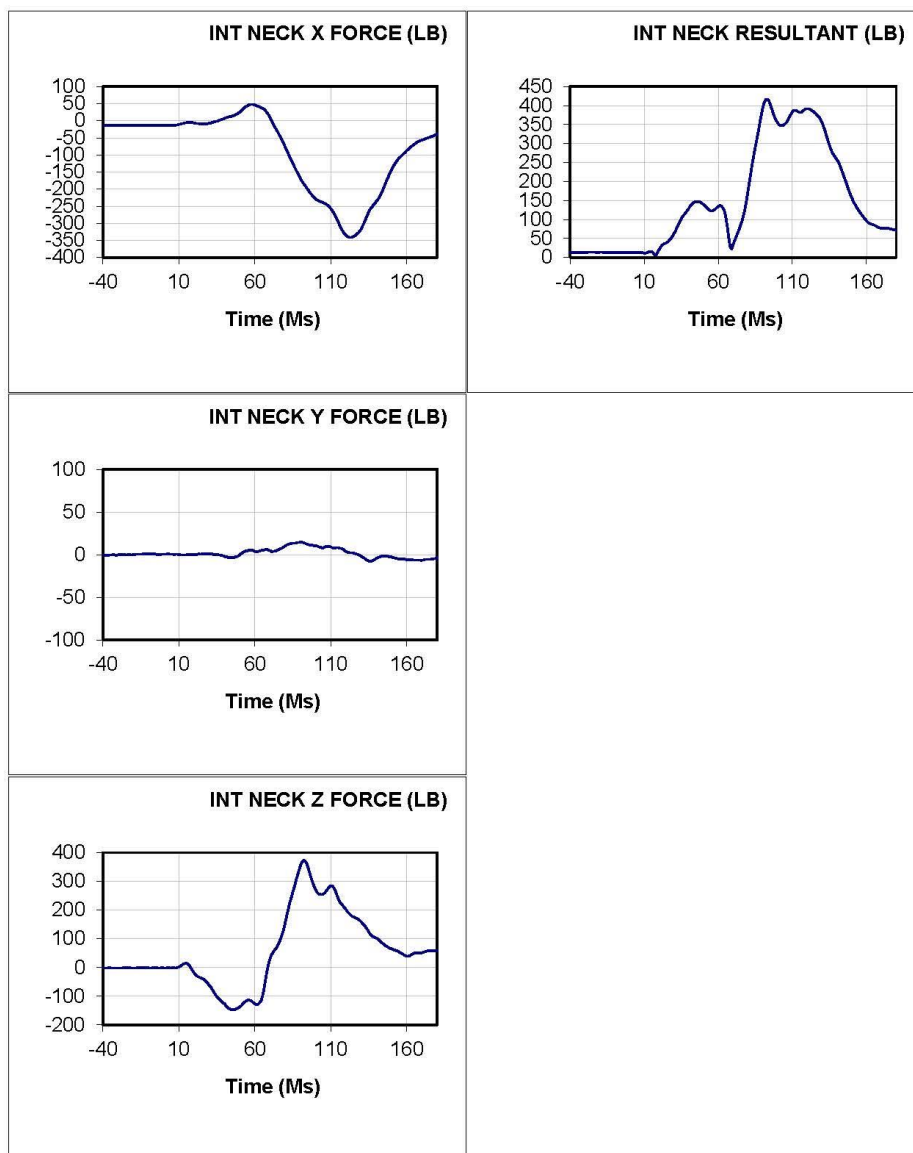 INT NECK X FORCE (LB)
100
50
0
-50
-100
-150
-200
-250
-300
-350
-400
-40 10 60 110 160
Time (Ms)
INT NECK RESULTANT (LB)
450
400
350
300
250
200
150
100
50
0
-40 10 60 110 160
Time (Ms)
INT NECK Y FORCE (LB)
100
50
0
-50
-100
-40 10 60 110 160
Time (Ms)
INT NECK Z FORCE (LB)
400
300
200
100
0
-100
-200
-40 10 60 110 160
Time (Ms)